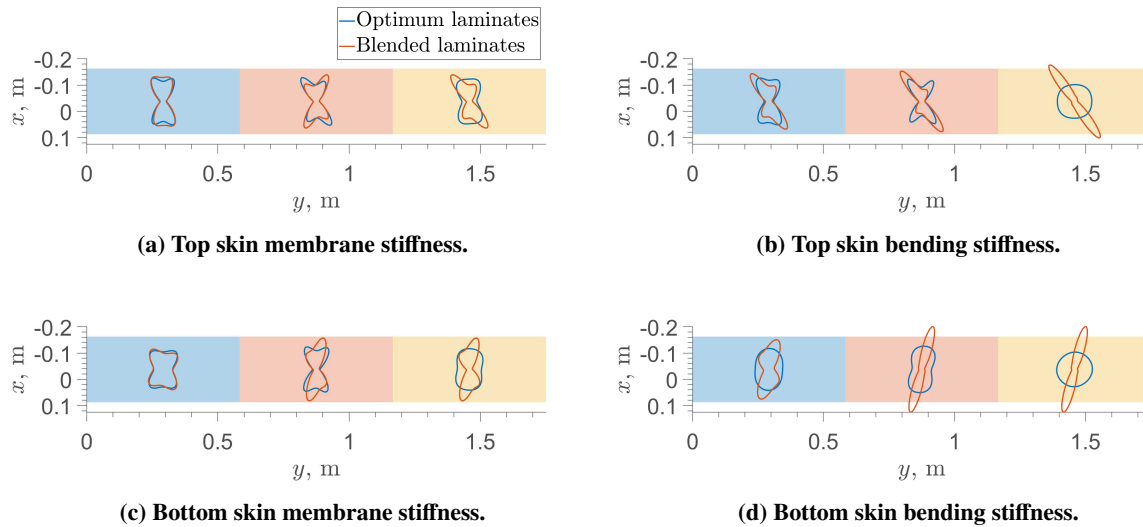 Optimum laminates
Blended laminates
-0.2
-0.1
0
0.1
x, m
0 0.5 1 1.5
y, m
(a) Top skin membrane stiffness.
-0.2
-0.1
0
0.1
x, m
0 0.5 1 1.5
y, m
(b) Top skin bending stiffness.
-0.2
-0.1
0
0.1
x, m
0 0.5 1 1.5
y, m
(c) Bottom skin membrane stiffness.
-0.2
-0.1
0
0.1
x, m
0 0.5 1 1.5
y, m
(d) Bottom skin bending stiffness.